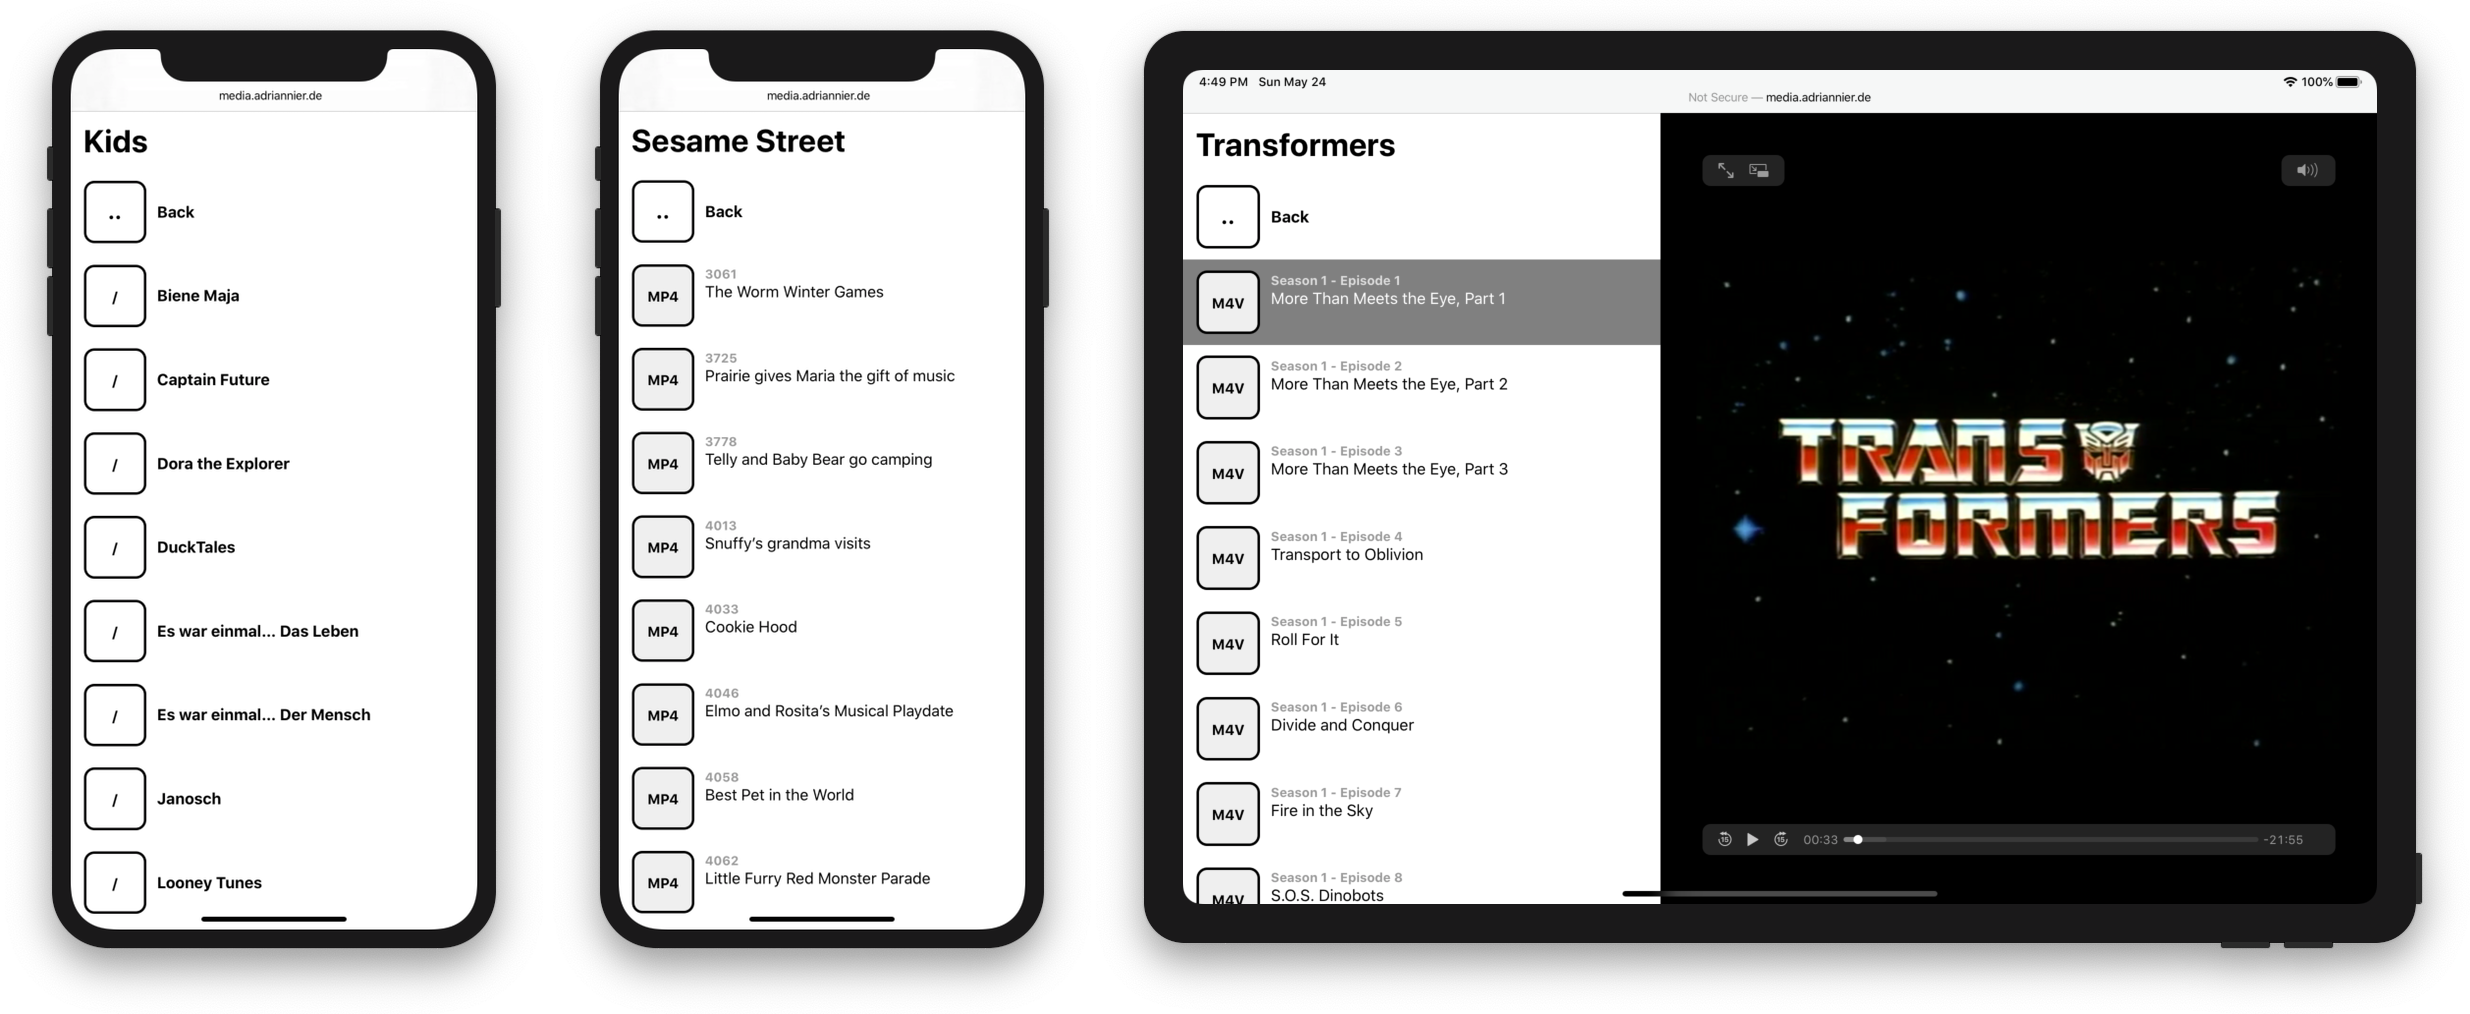 media.adriannier.de
Kids
..
Back
/
Biene Maja
/
Captain Future
/
Dora the Explorer
/
DuckTales
/
Es war einmal... Das Leben
/
Es war einmal... Der Mensch
/
Janosch
/
Looney Tunes
media.adriannier.de
Sesame Street
..
Back
MP4
3061
The Worm Winter Games
MP4
3725
Prairie gives Maria the gift of music
MP4
3778
Telly and Baby Bear go camping
MP4
4013
Snuffy's grandma visits
MP4
4033
Cookie Hood
MP4
4046
Elmo and Rosita's Musical Playdate
MP4
4058
Best Pet in the World
MP4
4062
Little Furry Red Monster Parade
4:49 PM Sun May 24
100%
Not Secure — media.adriannier.de
Transformers
..
Back
M4V
Season 1 - Episode 1
More Than Meets the Eye, Part 1
M4V
Season 1 - Episode 2
More Than Meets the Eye, Part 2
M4V
Season 1 - Episode 3
More Than Meets the Eye, Part 3
M4V
Season 1 - Episode 4
Transport to Oblivion
M4V
Season 1 - Episode 5
Roll For It
M4V
Season 1 - Episode 6
Divide and Conquer
M4V
Season 1 - Episode 7
Fire in the Sky
M4V
Season 1 - Episode 8
S.O.S. Dinobots
TRANS
FORMERS
15
15
00:33
-21:55